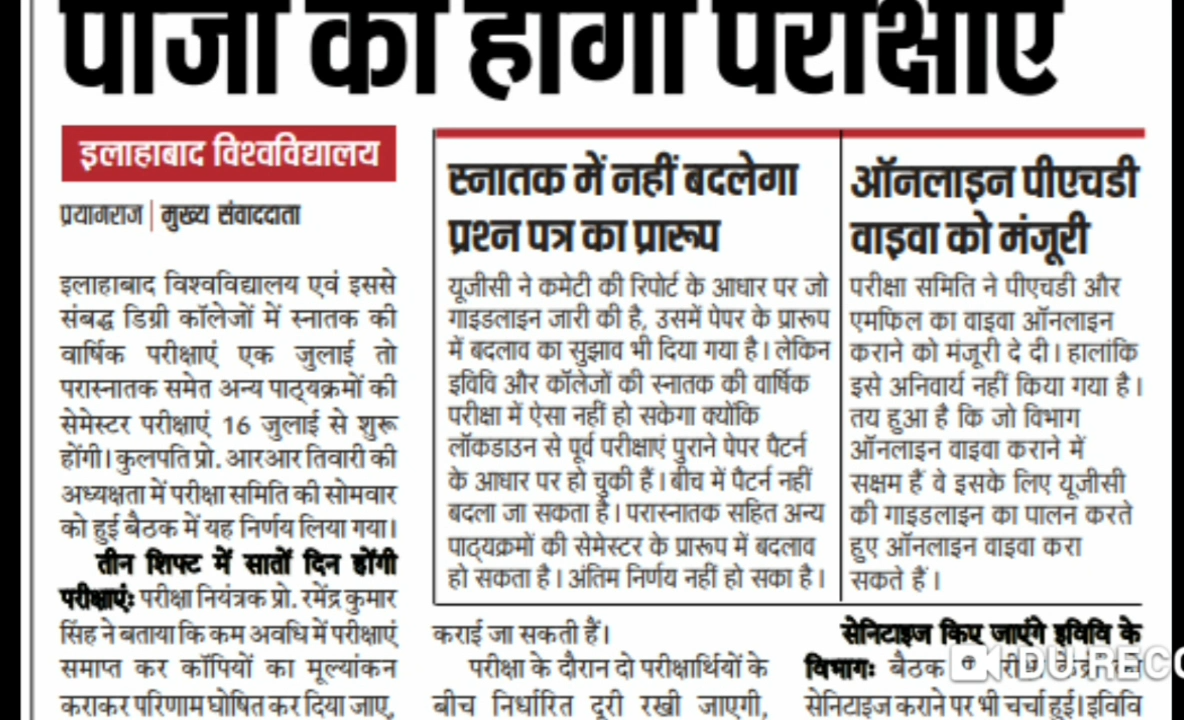 की परीक्षाएं
इलाहाबाद विश्वविद्यालय
प्रयागराज | मुख्य संवाददाता
इलाहाबाद विश्वविद्यालय एवं इससे
संबद्ध डिग्री कॉलेजों में स्नातक की
वार्षिक परीक्षाएं एक जुलाई तो
परास्नातक समेत अन्य पाठ्यक्रमों की
सेमेस्टर परीक्षाएं 16 जुलाई से शुरू
होंगी। कुलपति प्रो. आरआर तिवारी की
अध्यक्षता में परीक्षा समिति की सोमवार
को हुई बैठक में यह निर्णय लिया गया।
तीन शिफ्ट में सातों दिन होंगी
परीक्षाएं: परीक्षा नियंत्रक प्रो. रमेंद्र कुमार
सिंह ने बताया कि कम अवधि में परीक्षाएं
समाप्त कर कॉपियों का मूल्यांकन
कराकर परिणाम घोषित कर दिया जाए,
स्नातक में नहीं बदलेगा
प्रश्न पत्र का प्रारूप
यूजीसी ने कमेटी की रिपोर्ट के आधार पर जो
गाइडलाइन जारी की है, उसमें पेपर के प्रारूप
में बदलाव का सुझाव भी दिया गया है। लेकिन
इविवि और कॉलेजों की स्नातक की वार्षिक
परीक्षा में ऐसा नहीं हो सकेगा क्योंकि
लॉकडाउन से पूर्व परीक्षाएं पुराने पेपर पैटर्न
के आधार पर हो चुकी हैं। बीच में पैटर्न नहीं
बदला जा सकता है। परास्नातक सहित अन्य
पाठ्यक्रमों की सेमेस्टर के प्रारूप में बदलाव
हो सकता है। अंतिम निर्णय नहीं हो सका है।
ऑनलाइन पीएचडी
वाइवा को मंजूरी
परीक्षा समिति ने पीएचडी और
एमफिल का वाइवा ऑनलाइन
कराने को मंजूरी दे दी। हालांकि
इसे अनिवार्य नहीं किया गया है।
तय हुआ है कि जो विभाग
ऑनलाइन वाइवा कराने में
सक्षम हैं वे इसके लिए यूजीसी
की गाइडलाइन का पालन करते
हुए ऑनलाइन वाइवा करा
सकते हैं।
कराई जा सकती हैं।
परीक्षा के दौरान दो परीक्षार्थियों के
बीच निर्धारित दूरी रखी जाएगी,
सेनिटाइज किए जाएंगे इविवि के
विभाग: बैठक
सेनिटाइज कराने पर भी चर्चा हुई। इविवि